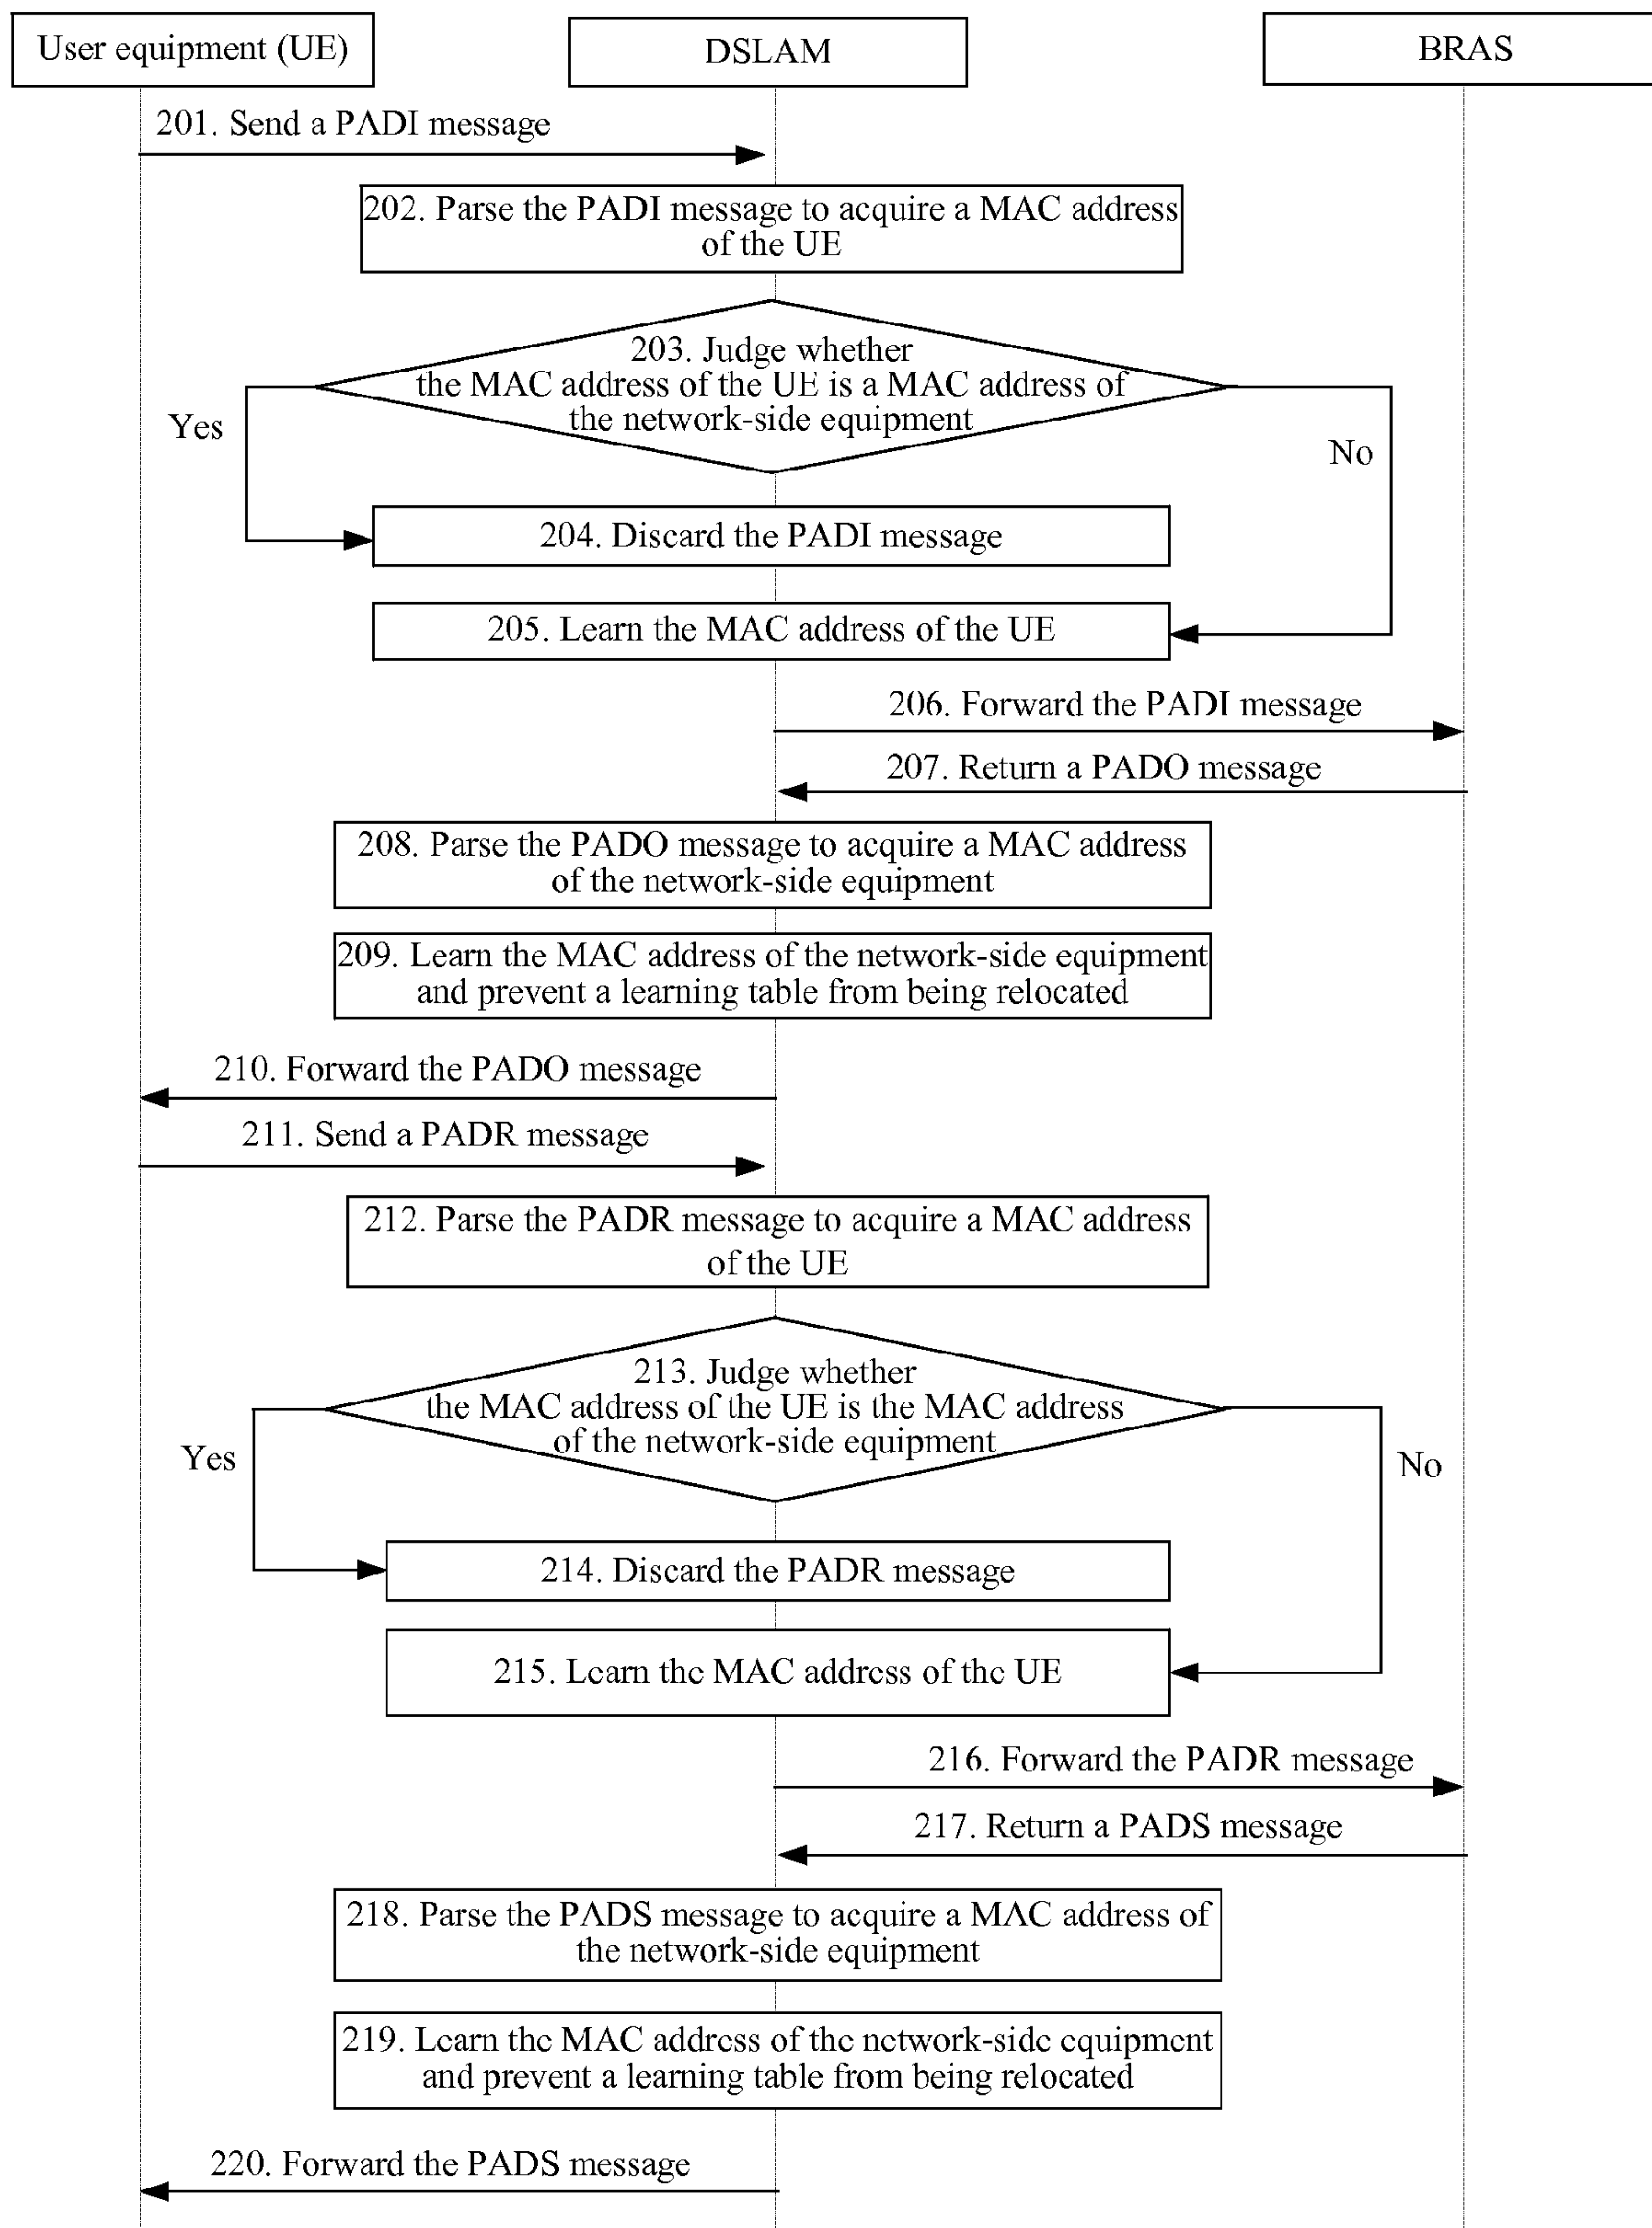 User equipment (UE)
DSLAM
BRAS
201. Send a PADI message
202. Parse the PADI message to acquire a MAC address
of the UE
203. Judge whether
the MAC address of the UE is a MAC address of
the network-side equipment
Yes
No
204. Discard the PADI message
205. Learn the MAC address of the UE
206. Forward the PADI message
207. Return a PADO message
208. Parse the PADO message to acquire a MAC address
of the network-side equipment
209. Learn the MAC address of the network-side equipment
and prevent a learning table from being relocated
210. Forward the PADO message
211. Send a PADR message
212. Parse the PADR message to acquire a MAC address
of the UE
213. Judge whether
the MAC address of the UE is the MAC address
of the network-side equipment
Yes
No
214. Discard the PADR message
215. Learn the MAC address of the UE
216. Forward the PADR message
217. Return a PADS message
218. Parse the PADS message to acquire a MAC address of
the network-side equipment
219. Learn the MAC address of the network-side equipment
and prevent a learning table from being relocated
220. Forward the PADS message